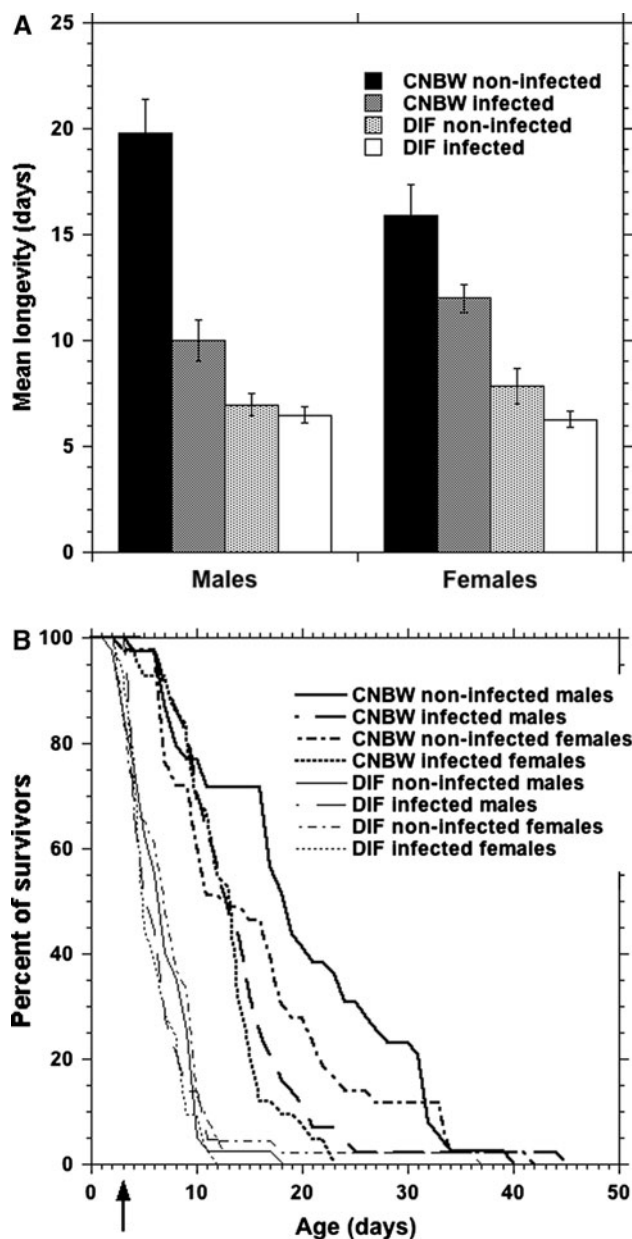 A
25
20
15
10
5
0
Mean longevity (days)
CNBW non-infected
CNBW infected
DIF non-infected
DIF infected
Males
Females
B
100
80
60
40
20
0
Percent of survivors
CNBW non-infected males
CNBW infected males
CNBW non-infected females
CNBW infected females
DIF non-infected males
DIF infected males
DIF non-infected females
DIF infected females
0 10 20 30 40 50
Age (days)